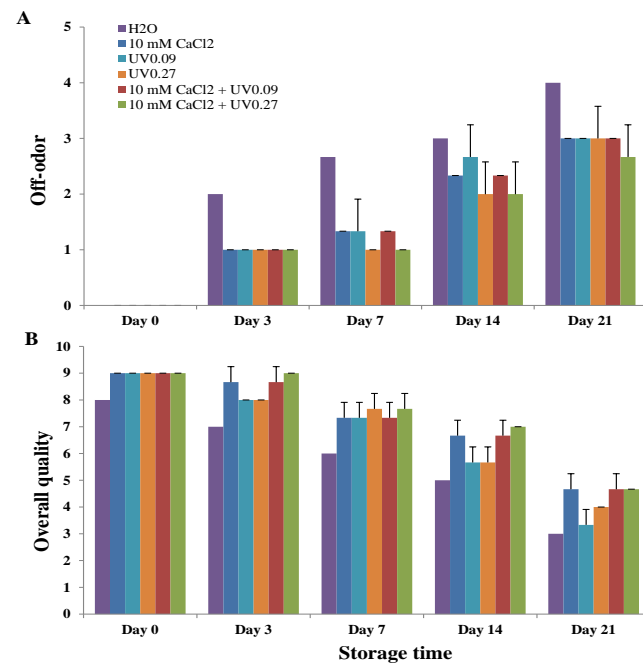 A
5
4
3
2
1
0
Off-odor
H2O
10 mM CaCl2
UV0.09
UV0.27
10 mM CaCl2 + UV0.09
10 mM CaCl2 + UV0.27
Day 0 Day 3 Day 7 Day 14 Day 21
B
10
9
8
7
6
5
4
3
2
1
0
Overall quality
Day 0 Day 3 Day 7 Day 14 Day 21
Storage time